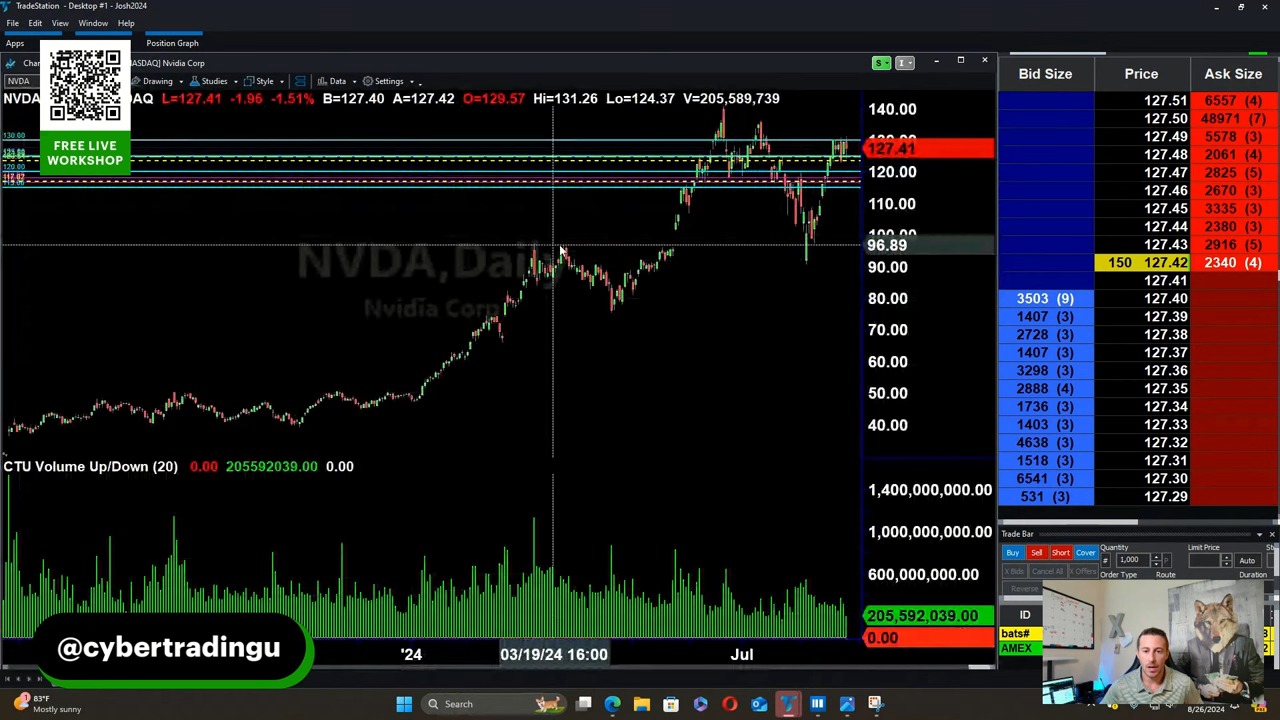 TradeStation - Desktop #1 - Josh2024
File Edit View Window Help
Apps Position Graph
FREE LIVE
WORKSHOP
NASDAQ] Nvidia Corp
NVDA Drawing Studies Style Data Settings
L=127.41 -1.96 -1.51% B=127.40 A=127.42 O=129.57 Hi=131.26 Lo=124.37 V=205,589,739
130.00
120.00
NVDA,Daily
Nvidia Corp
140.00
127.41
120.00
110.00
96.89
90.00
80.00
70.00
60.00
50.00
40.00
CTU Volume Up/Down (20) 0.00 205592039.00 0.00
1,400,000,000.00
1,000,000,000.00
600,000,000.00
205,592,039.00
0.00
'24 03/19/24 16:00 Jul
@cybertradingu
Bid Size Price Ask Size
127.51 6557 (4)
127.50 48971 (7)
127.49 5578 (3)
127.48 2061 (4)
127.47 2825 (5)
127.46 2670 (3)
127.45 3335 (3)
127.44 2380 (3)
127.43 2916 (5)
150 127.42 2340 (4)
127.41
3503 (9) 127.40
1407 (3) 127.39
2728 (3) 127.38
1407 (3) 127.37
3298 (3) 127.36
2888 (4) 127.35
1736 (3) 127.34
1403 (3) 127.33
4638 (3) 127.32
1518 (3) 127.31
6541 (3) 127.30
531 (3) 127.29
Trade Bar
Buy Sell Short Cover
Quantity Limit Price
# 1,000 P Auto
X Bids Cancel All X Offers
Order Type Route Duration
Reverse
ID
bats#
AMEX
83°F
Mostly sunny
Search
8/26/2024